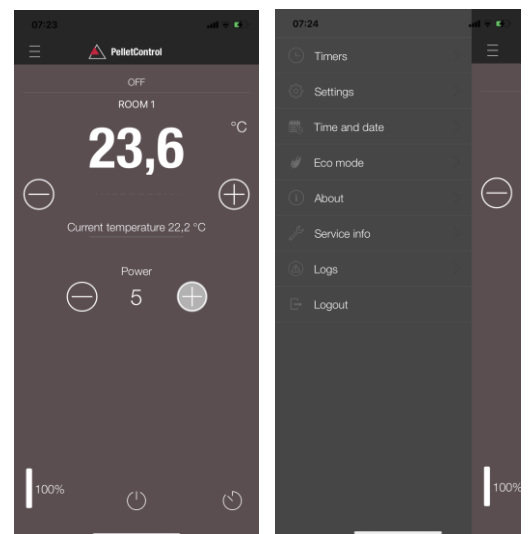 07:23
PelletControl
OFF
ROOM 1
23,6 °C
Current temperature 22,2 °C
Power
5
100%
07:24
Timers
Settings
Time and date
Eco mode
About
Service info
Logs
Logout
100%